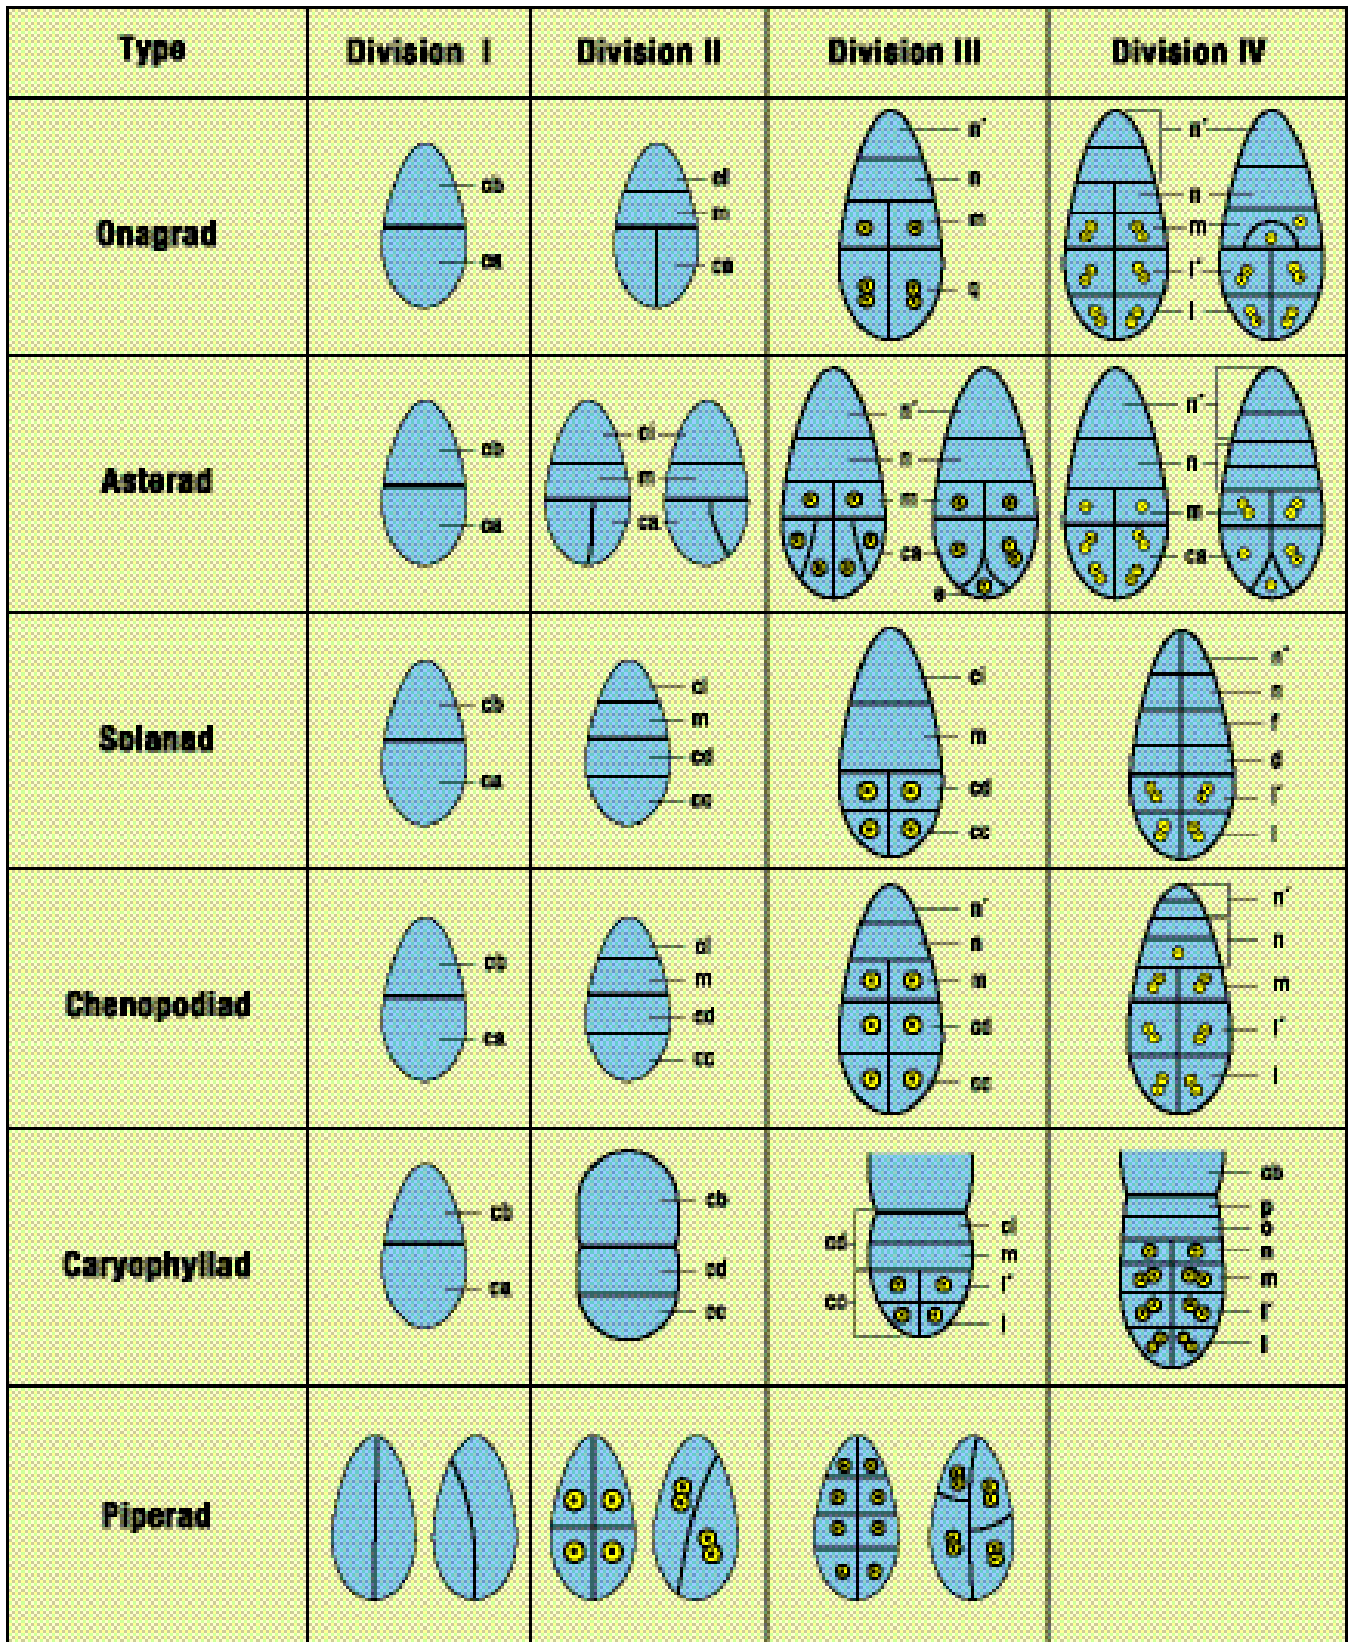 Type Division I Division II Division III Division IV
Onagrad
cb
ca
m
n'
n
m
q
n'
n
m
l'
l
Asterad
cb
ca
ci
m
ca
n'
n
m
ca
e
n'
n
m
ca
Solanad
cb
ca
ci
m
cd
cc
ci
m
cd
cc
n'
n
f
d
l'
l
Chenopodiad
cb
ca
ci
m
cd
cc
n'
n
m
cd
cc
n'
n
m
l'
l
Caryophyllad
cb
ca
cb
cd
cc
cd
cc
ci
m
l'
l
cb
p
o
n
m
l'
l
Piperad